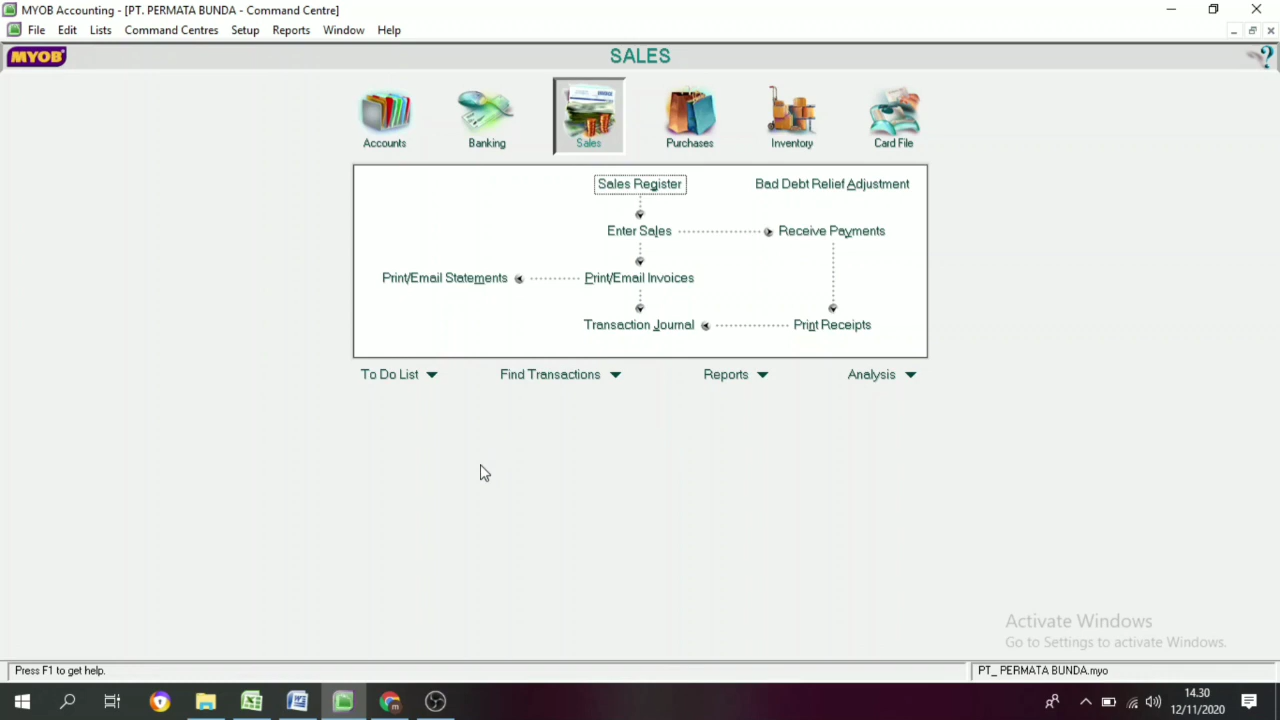 MYOB Accounting - [PT. PERMATA BUNDA - Command Centre]
File Edit Lists Command Centres Setup Reports Window Help
MYOB
SALES
?
Accounts Banking Sales Purchases Inventory Card File
Sales Register Bad Debt Relief Adjustment
Enter Sales Receive Payments
Print/Email Statements Print/Email Invoices
Transaction Journal Print Receipts
To Do List Find Transactions Reports Analysis
Activate Windows
Go to Settings to activate Windows.
Press F1 to get help. PT_ PERMATA BUNDA.myo
14.30
12/11/2020